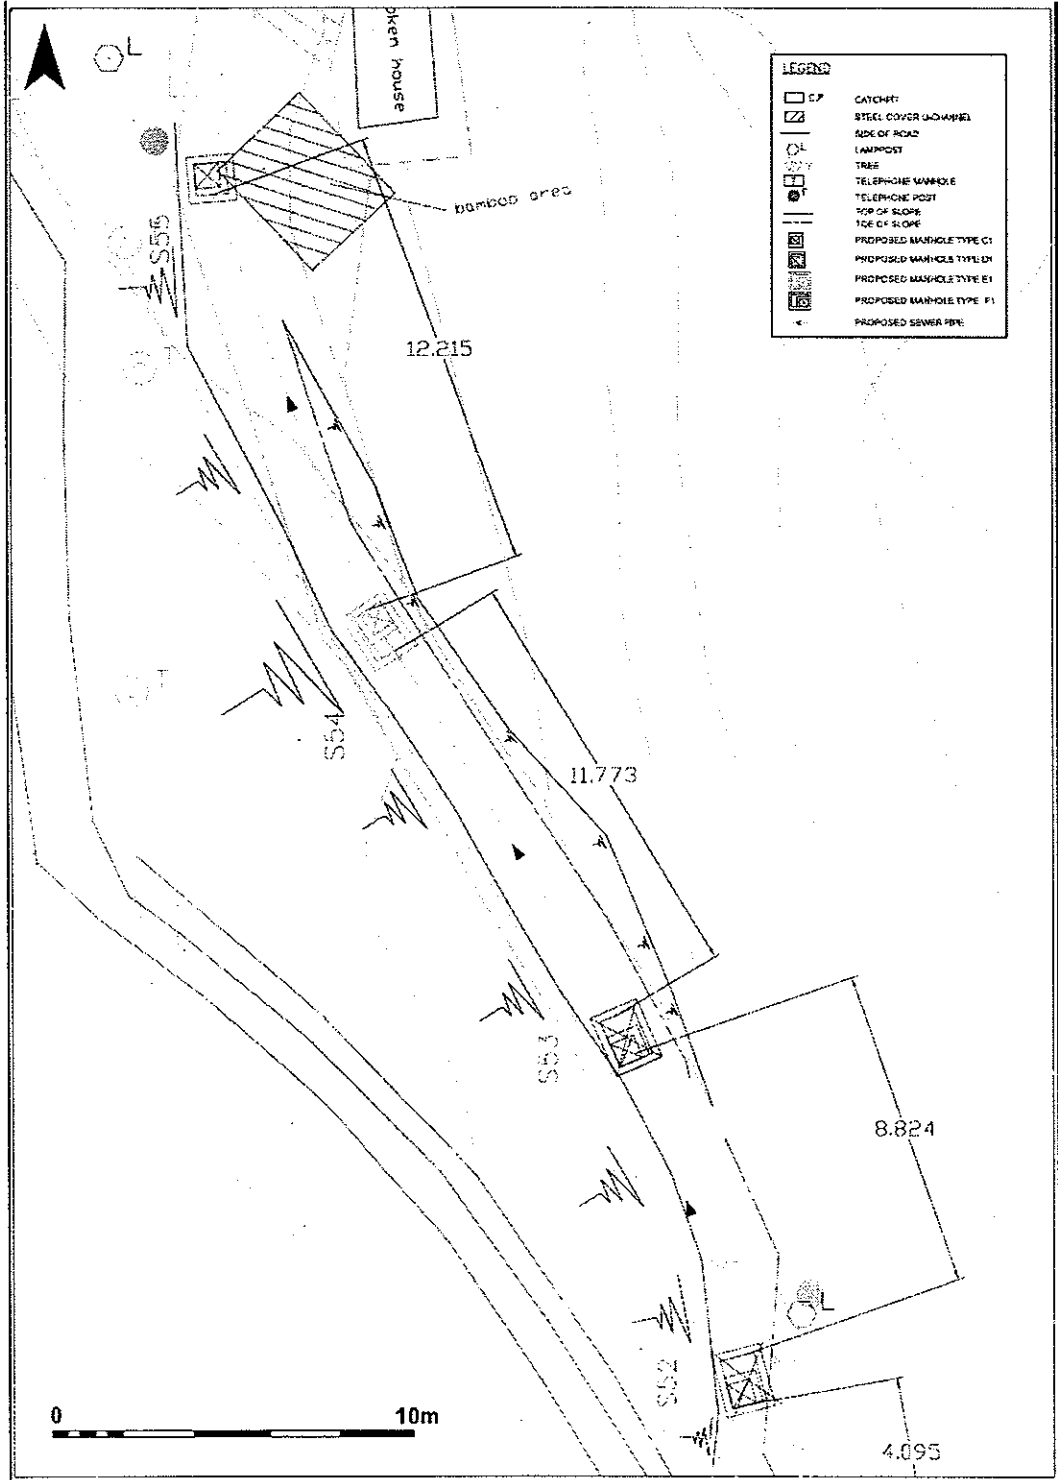 L
oken house
LEGEND
C.P. CATCHPIT
STEEL COVER U-CHANNEL
SIDE OF ROAD
L LAMPPOST
TREE
T TELEPHONE MANHOLE
T TELEPHONE POST
TOP OF SLOPE
TOE OF SLOPE
PROPOSED MANHOLE TYPE C1
PROPOSED MANHOLE TYPE D1
PROPOSED MANHOLE TYPE E1
PROPOSED MANHOLE TYPE F1
PROPOSED SEWER PIPE
bamboo area
S55
12.215
T
S54
11.773
S53
8.824
L
S52
0
10m
4.095